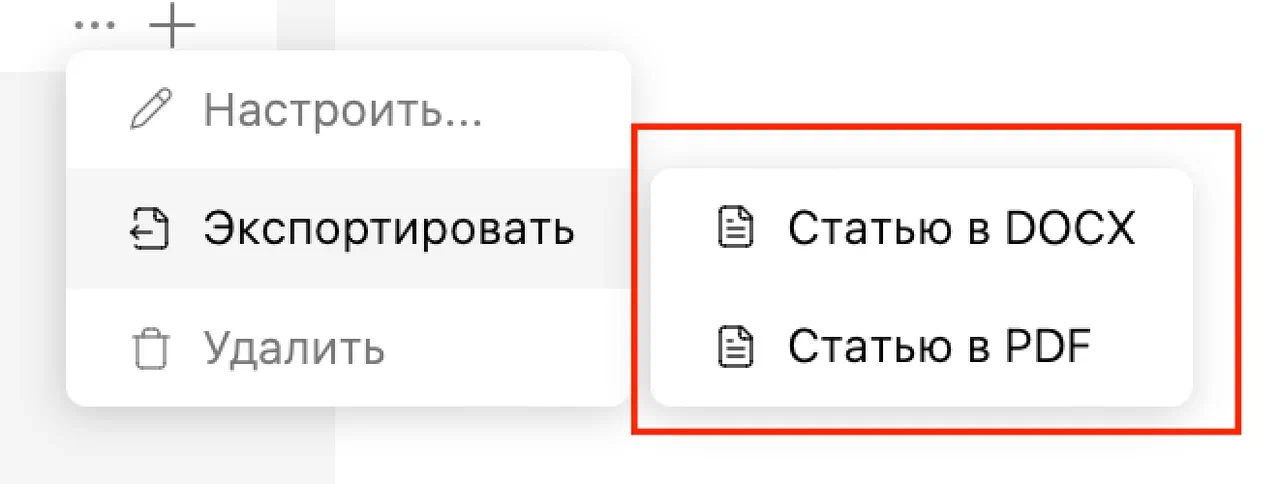 Настроить...
Экспортировать
Статью в DOCX
Статью в PDF
Удалить